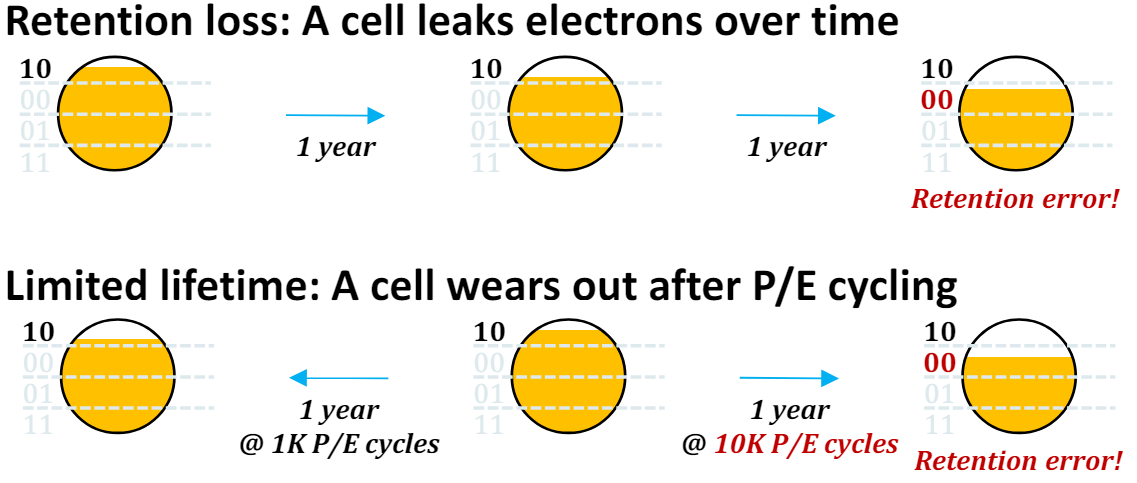 Retention loss: A cell leaks electrons over time
10
00
01
11
1 year
10
00
01
11
1 year
10
00
01
11
Retention error!
Limited lifetime: A cell wears out after P/E cycling
10
00
01
11
1 year
@ 1K P/E cycles
10
00
01
11
1 year
@ 10K P/E cycles
10
00
01
11
Retention error!